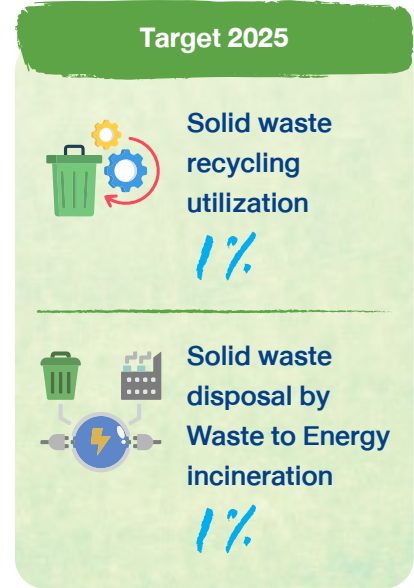 Target 2025
Solid waste
recycling
utilization
1%
Solid waste
disposal by
Waste to Energy
incineration
1%